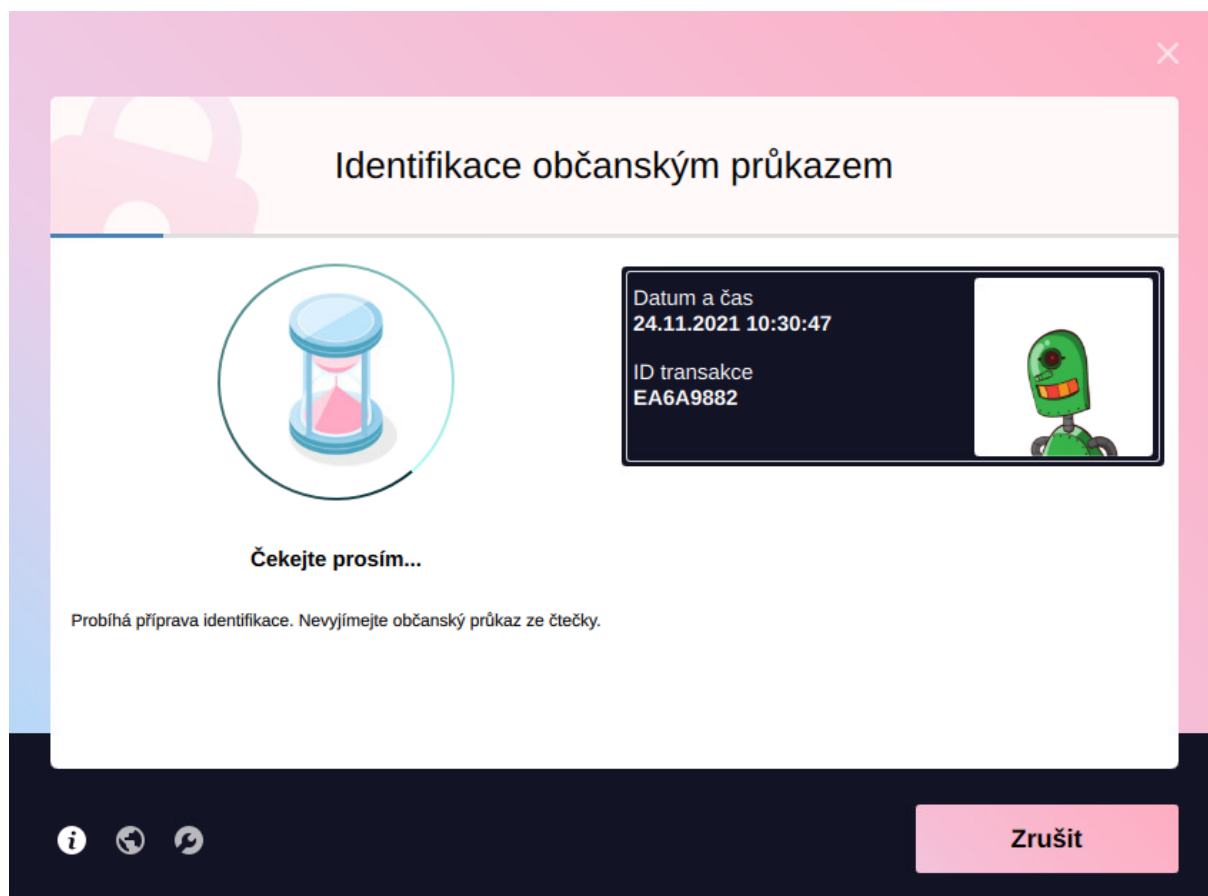 Identifikace občanským průkazem
Datum a čas
24.11.2021 10:30:47
ID transakce
EA6A9882
Čekejte prosím...
Probíhá příprava identifikace. Nevyjímejte občanský průkaz ze čtečky.
Zrušit